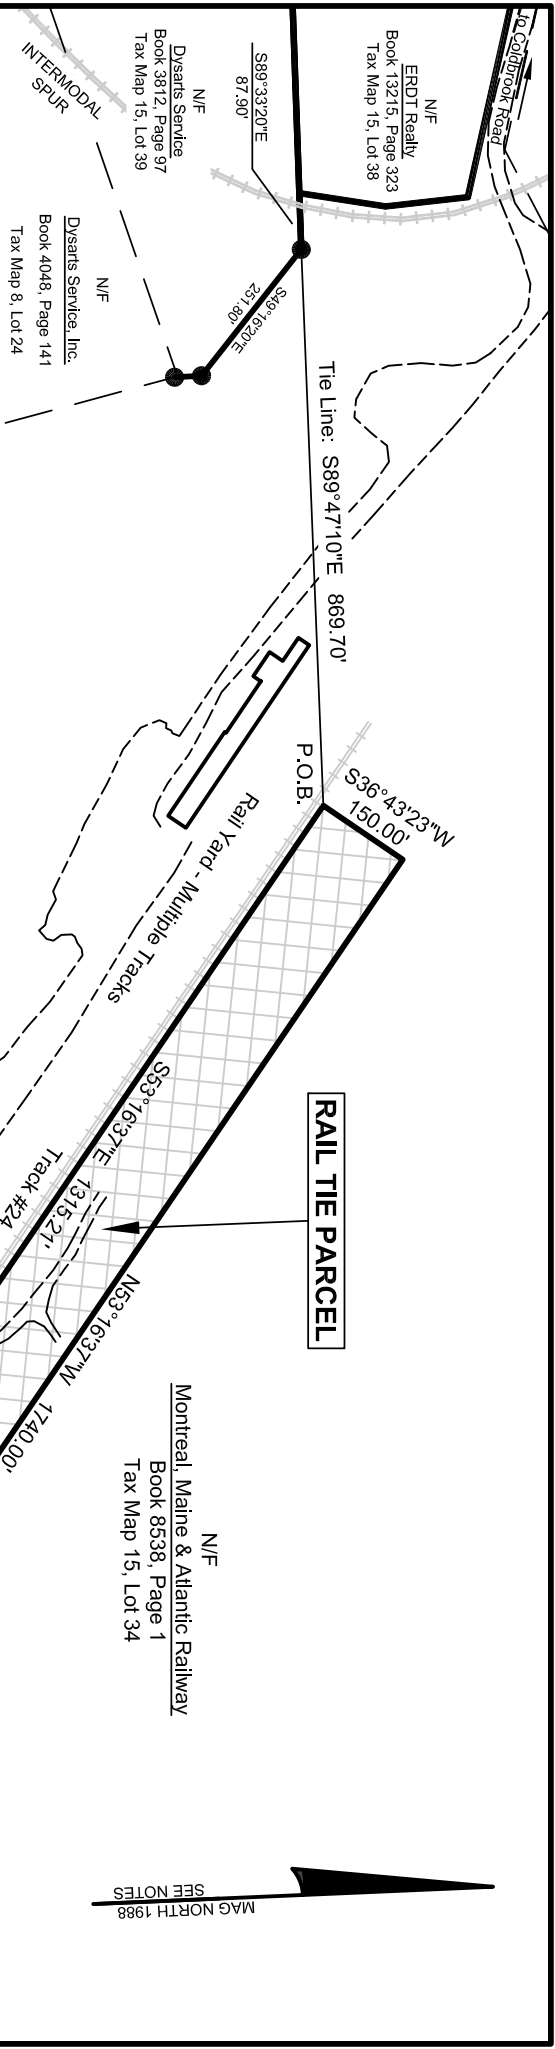 to Coldbrook Road
N/F
ERDT Realty
Book 13215, Page 323
Tax Map 15, Lot 38
S89°33'20"E
87.90'
N/F
Dysarts Service
Book 3812, Page 97
Tax Map 15, Lot 39
INTERMODAL
SPUR
N/F
Dysarts Service, Inc.
Book 4048, Page 141
Tax Map 8, Lot 24
S49°16'20"E
251.80'
Tie Line: S89°47'10"E 869.70'
P.O.B.
S36°43'23"W
150.00'
Rail Yard - Multiple Tracks
RAIL TIE PARCEL
S53°16'37"E
1315.21'
Track #24
N53°16'37"W 1740.00'
N/F
Montreal, Maine & Atlantic Railway
Book 8538, Page 1
Tax Map 15, Lot 34
MAG NORTH 1988
SEE NOTES